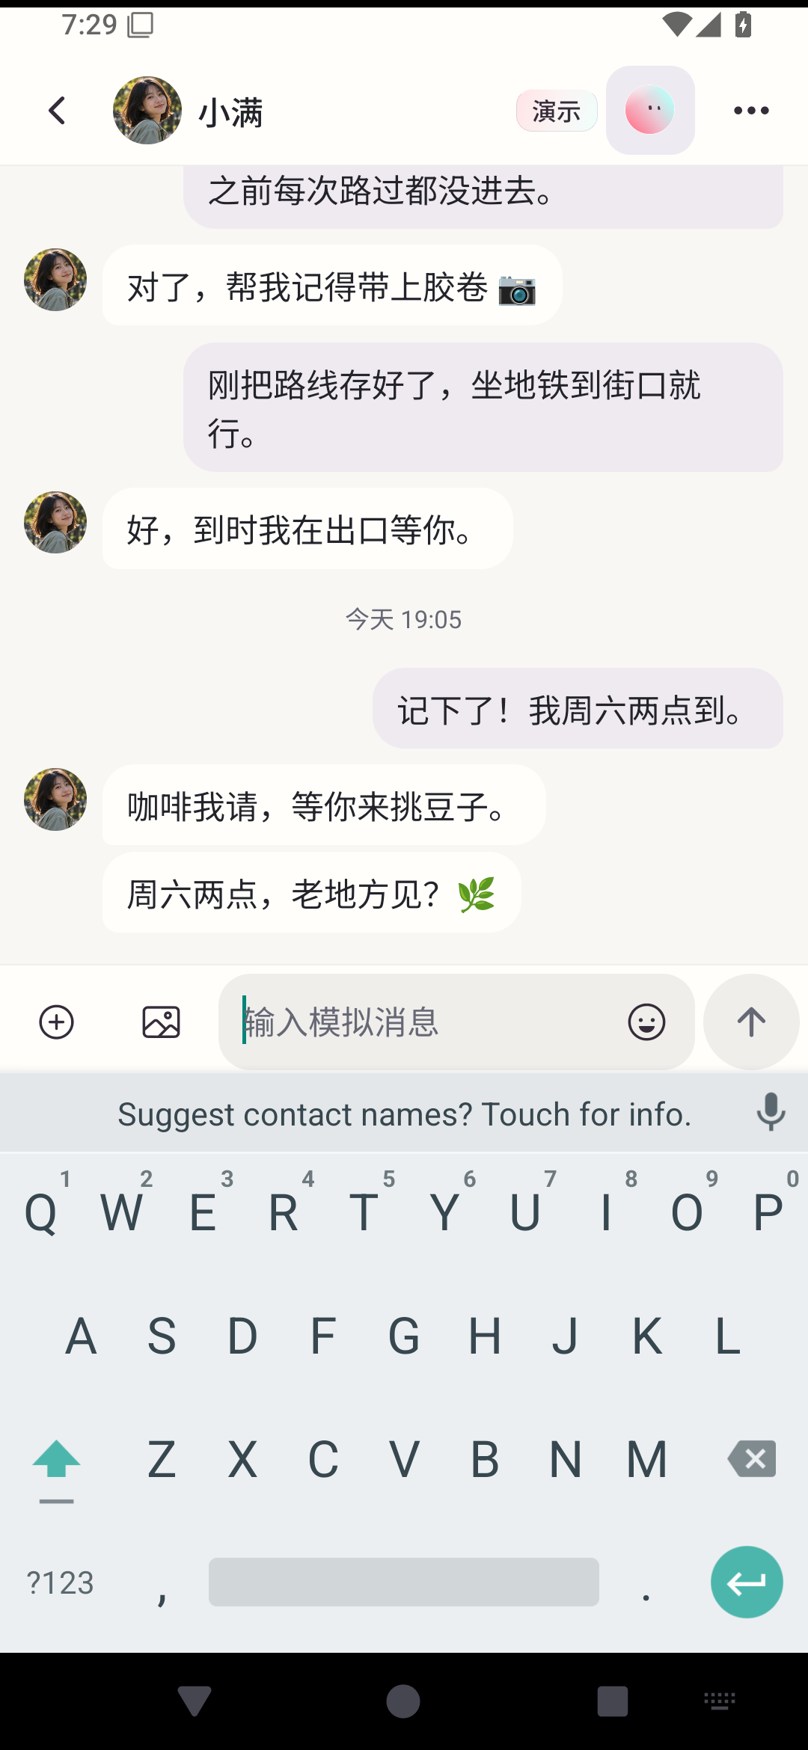 7:29
小满
演示
之前每次路过都没进去。
对了，帮我记得带上胶卷 📷
刚把路线存好了，坐地铁到街口就
行。
好，到时我在出口等你。
今天 19:05
记下了！我周六两点到。
咖啡我请，等你来挑豆子。
周六两点，老地方见？🌿
输入模拟消息
Suggest contact names? Touch for info.
1 2 3 4 5 6 7 8 9 0
Q W E R T Y U I O P
A S D F G H J K L
Z X C V B N M
?123 , .